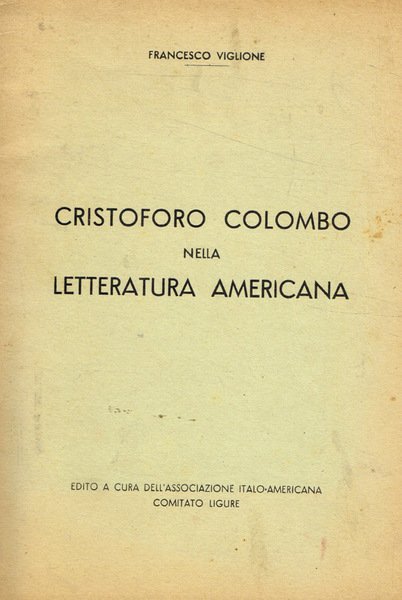 FRANCESCO VIGLIONE
CRISTOFORO COLOMBO
NELLA
LETTERATURA AMERICANA
EDITO A CURA DELL'ASSOCIAZIONE ITALO-AMERICANA
COMITATO LIGURE